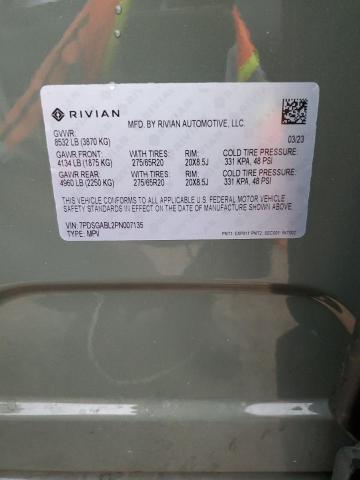 RIVIAN
MFD. BY RIVIAN AUTOMOTIVE, LLC.
GVWR:
8532 LB (3870 KG)
03/23
GAWR FRONT: WITH TIRES: RIM: COLD TIRE PRESSURE:
4134 LB (1875 KG) 275/65R20 20X8.5J 331 KPA, 48 PSI
GAWR REAR: WITH TIRES: RIM: COLD TIRE PRESSURE:
4960 LB (2250 KG) 275/65R20 20X8.5J 331 KPA, 48 PSI
THIS VEHICLE CONFORMS TO ALL APPLICABLE U.S. FEDERAL MOTOR VEHICLE
SAFETY STANDARDS IN EFFECT ON THE DATE OF MANUFACTURE SHOWN ABOVE.
VIN: 7PDSGABL2PN007135
TYPE: MPV